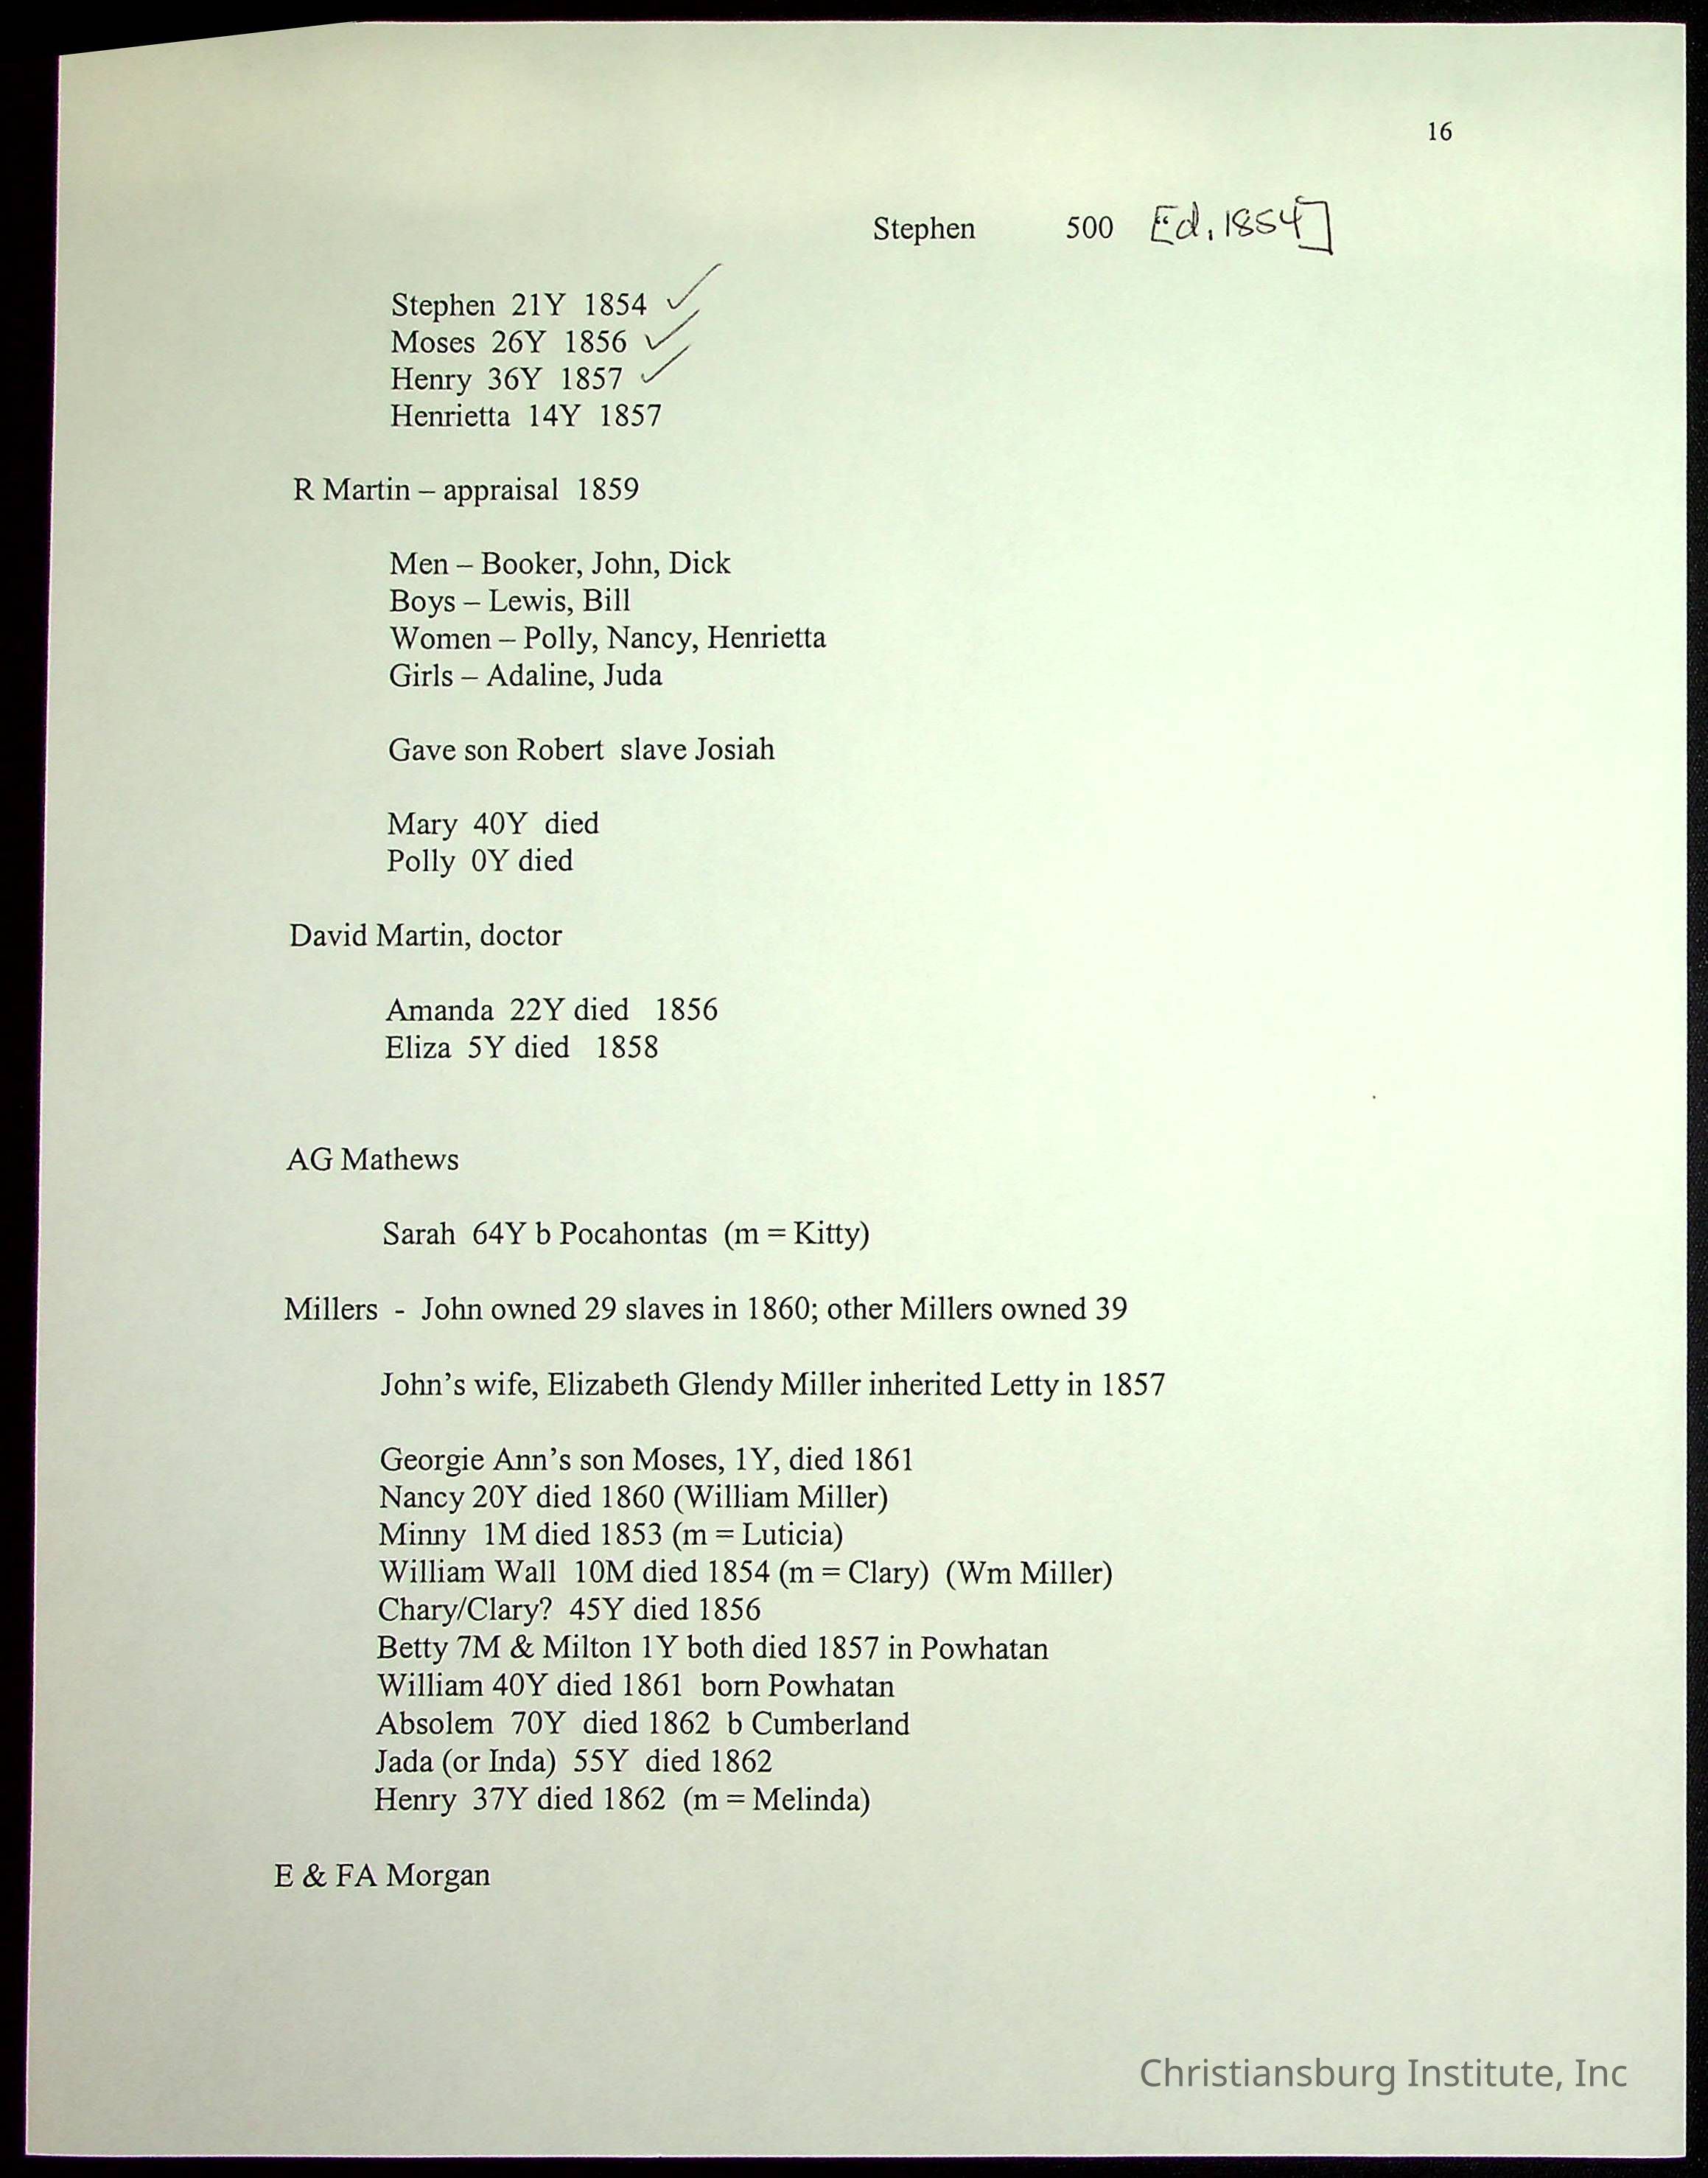 16
Stephen 500 [d. 1854]
Stephen 21Y 1854 ✓
Moses 26Y 1856 ✓
Henry 36Y 1857 ✓
Henrietta 14Y 1857
R Martin – appraisal 1859
Men – Booker, John, Dick
Boys – Lewis, Bill
Women – Polly, Nancy, Henrietta
Girls – Adaline, Juda
Gave son Robert slave Josiah
Mary 40Y died
Polly 0Y died
David Martin, doctor
Amanda 22Y died 1856
Eliza 5Y died 1858
AG Mathews
Sarah 64Y b Pocahontas (m = Kitty)
Millers - John owned 29 slaves in 1860; other Millers owned 39
John’s wife, Elizabeth Glendy Miller inherited Letty in 1857
Georgie Ann’s son Moses, 1Y, died 1861
Nancy 20Y died 1860 (William Miller)
Minny 1M died 1853 (m = Luticia)
William Wall 10M died 1854 (m = Clary) (Wm Miller)
Chary/Clary? 45Y died 1856
Betty 7M & Milton 1Y both died 1857 in Powhatan
William 40Y died 1861 born Powhatan
Absolem 70Y died 1862 b Cumberland
Jada (or Inda) 55Y died 1862
Henry 37Y died 1862 (m = Melinda)
E & FA Morgan
Christiansburg Institute, Inc